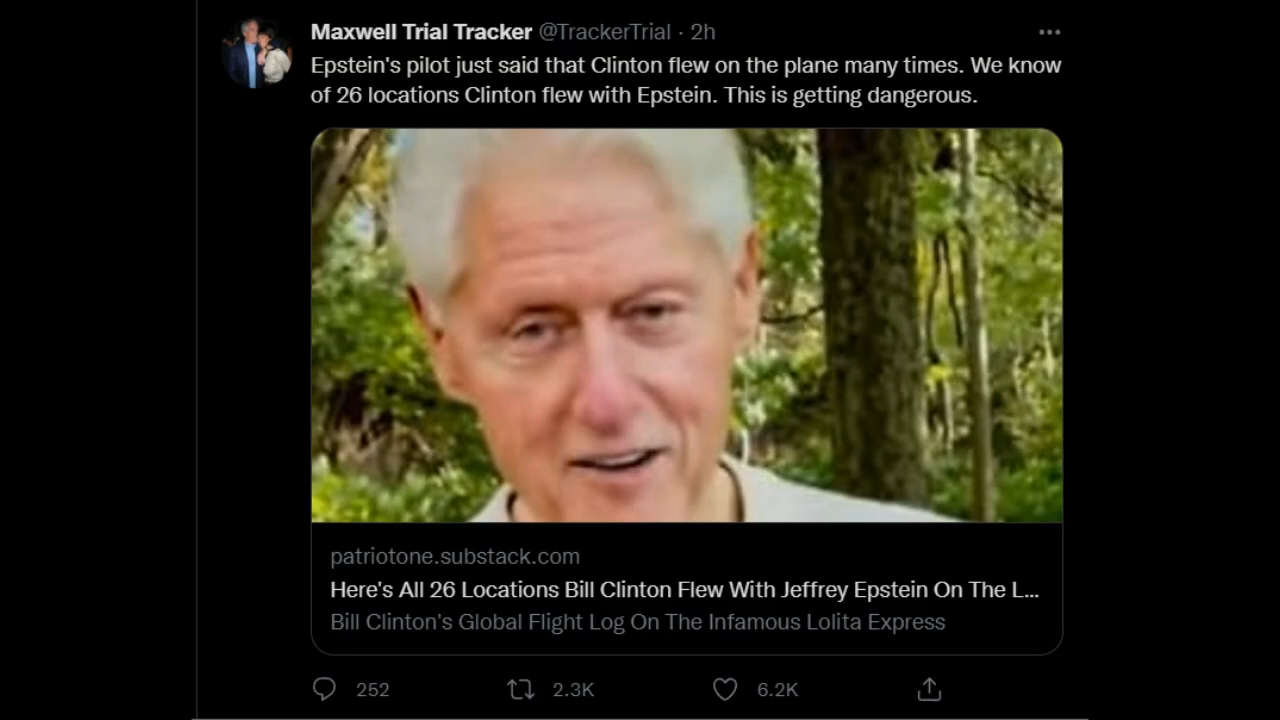 Maxwell Trial Tracker @TrackerTrial · 2h
Epstein's pilot just said that Clinton flew on the plane many times. We know
of 26 locations Clinton flew with Epstein. This is getting dangerous.
patriotone.substack.com
Here's All 26 Locations Bill Clinton Flew With Jeffrey Epstein On The L...
Bill Clinton's Global Flight Log On The Infamous Lolita Express
252 2.3K 6.2K